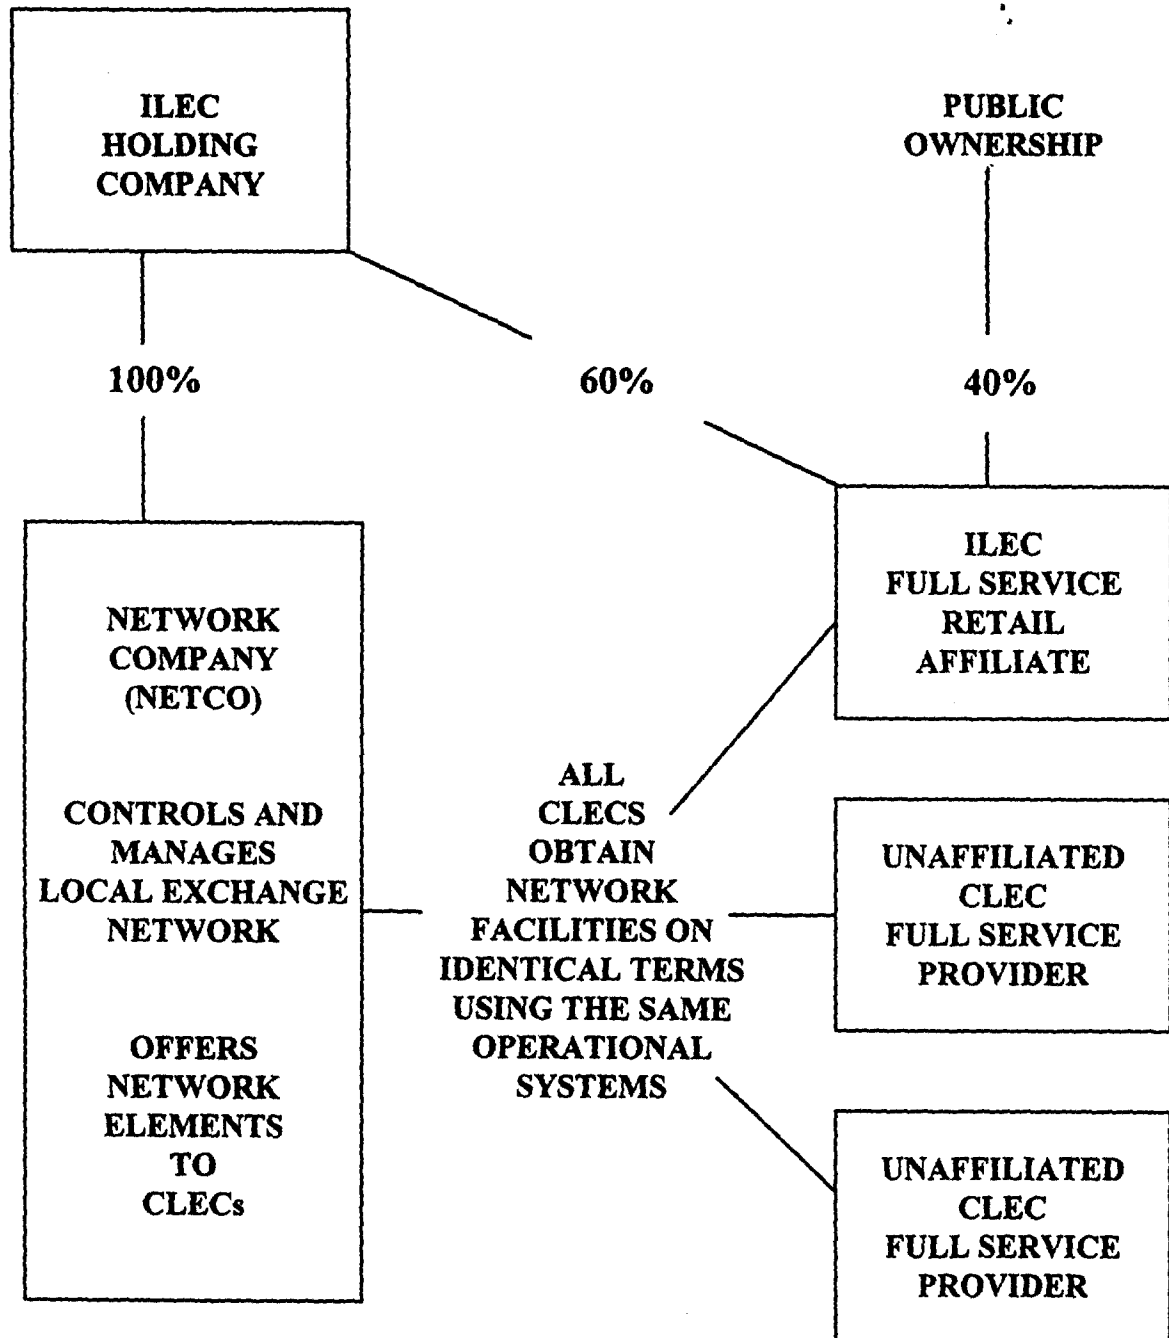 ILEC
HOLDING
COMPANY
PUBLIC
OWNERSHIP
100%
60%
40%
NETWORK
COMPANY
(NETCO)
CONTROLS AND
MANAGES
LOCAL EXCHANGE
NETWORK
OFFERS
NETWORK
ELEMENTS
TO
CLECs
ALL
CLECS
OBTAIN
NETWORK
FACILITIES ON
IDENTICAL TERMS
USING THE SAME
OPERATIONAL
SYSTEMS
ILEC
FULL SERVICE
RETAIL
AFFILIATE
UNAFFILIATED
CLEC
FULL SERVICE
PROVIDER
UNAFFILIATED
CLEC
FULL SERVICE
PROVIDER